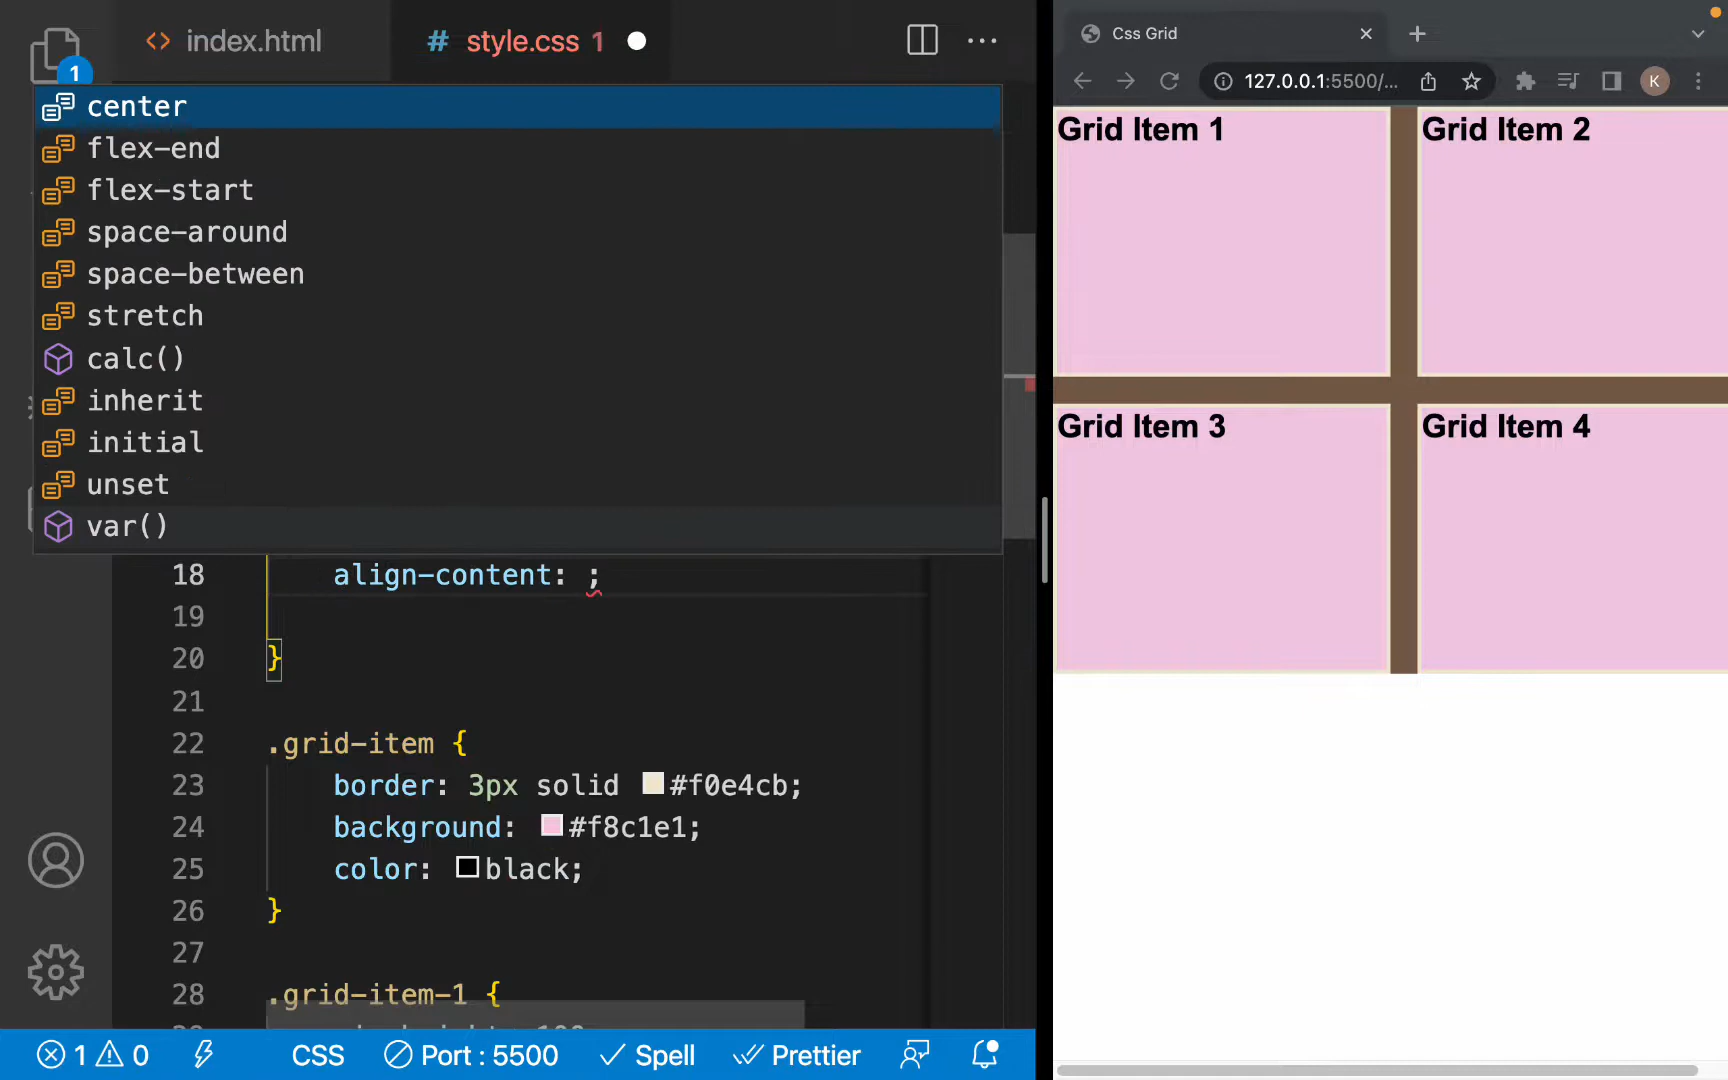 index.html
# style.css 1
1
center
flex-end
flex-start
space-around
space-between
stretch
calc()
inherit
initial
unset
var()
18 align-content: ;
19
20 }
21
22 .grid-item {
23 border: 3px solid #f0e4cb;
24 background: #f8c1e1;
25 color: black;
26 }
27
28 .grid-item-1 {
1 0 CSS Port : 5500 Spell Prettier
Css Grid
127.0.0.1:5500/...
K
Grid Item 1
Grid Item 2
Grid Item 3
Grid Item 4